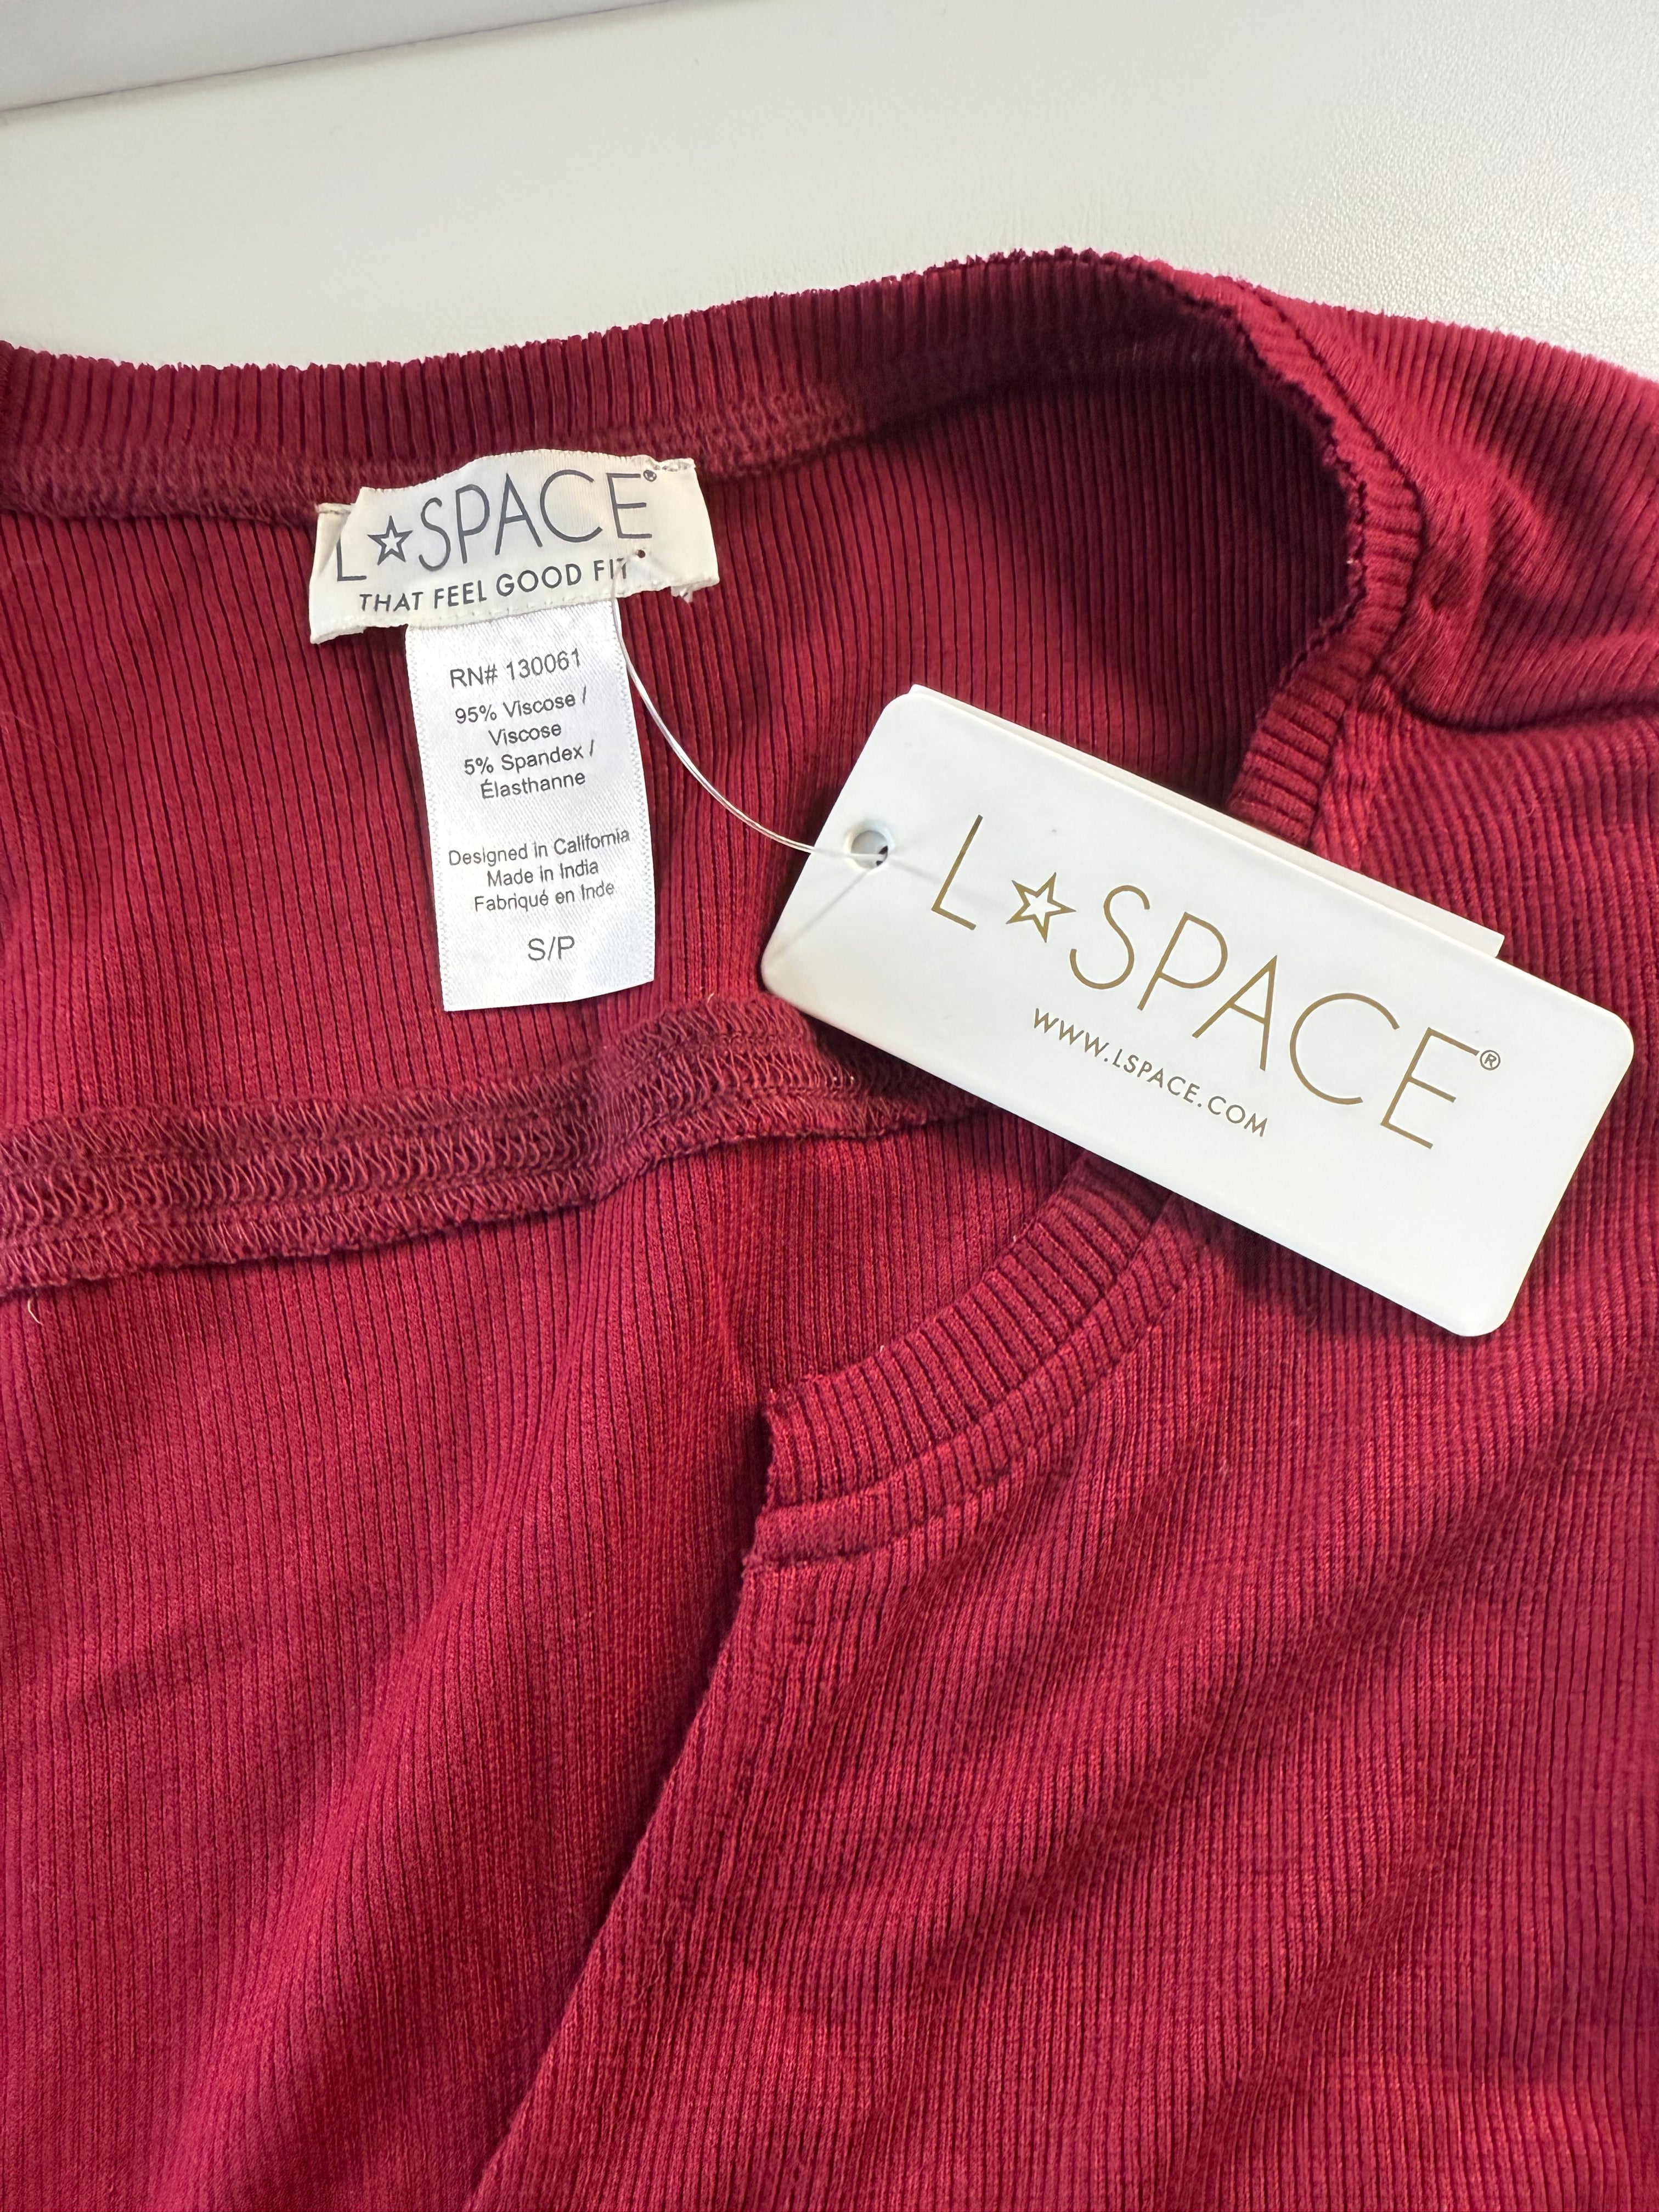 L☆SPACE®
THAT FEEL GOOD FIT
RN# 130061
95% Viscose /
Viscose
5% Spandex /
Élasthanne
Designed in California
Made in India
Fabriqué en Inde
S/P
L☆SPACE®
WWW.LSPACE.COM